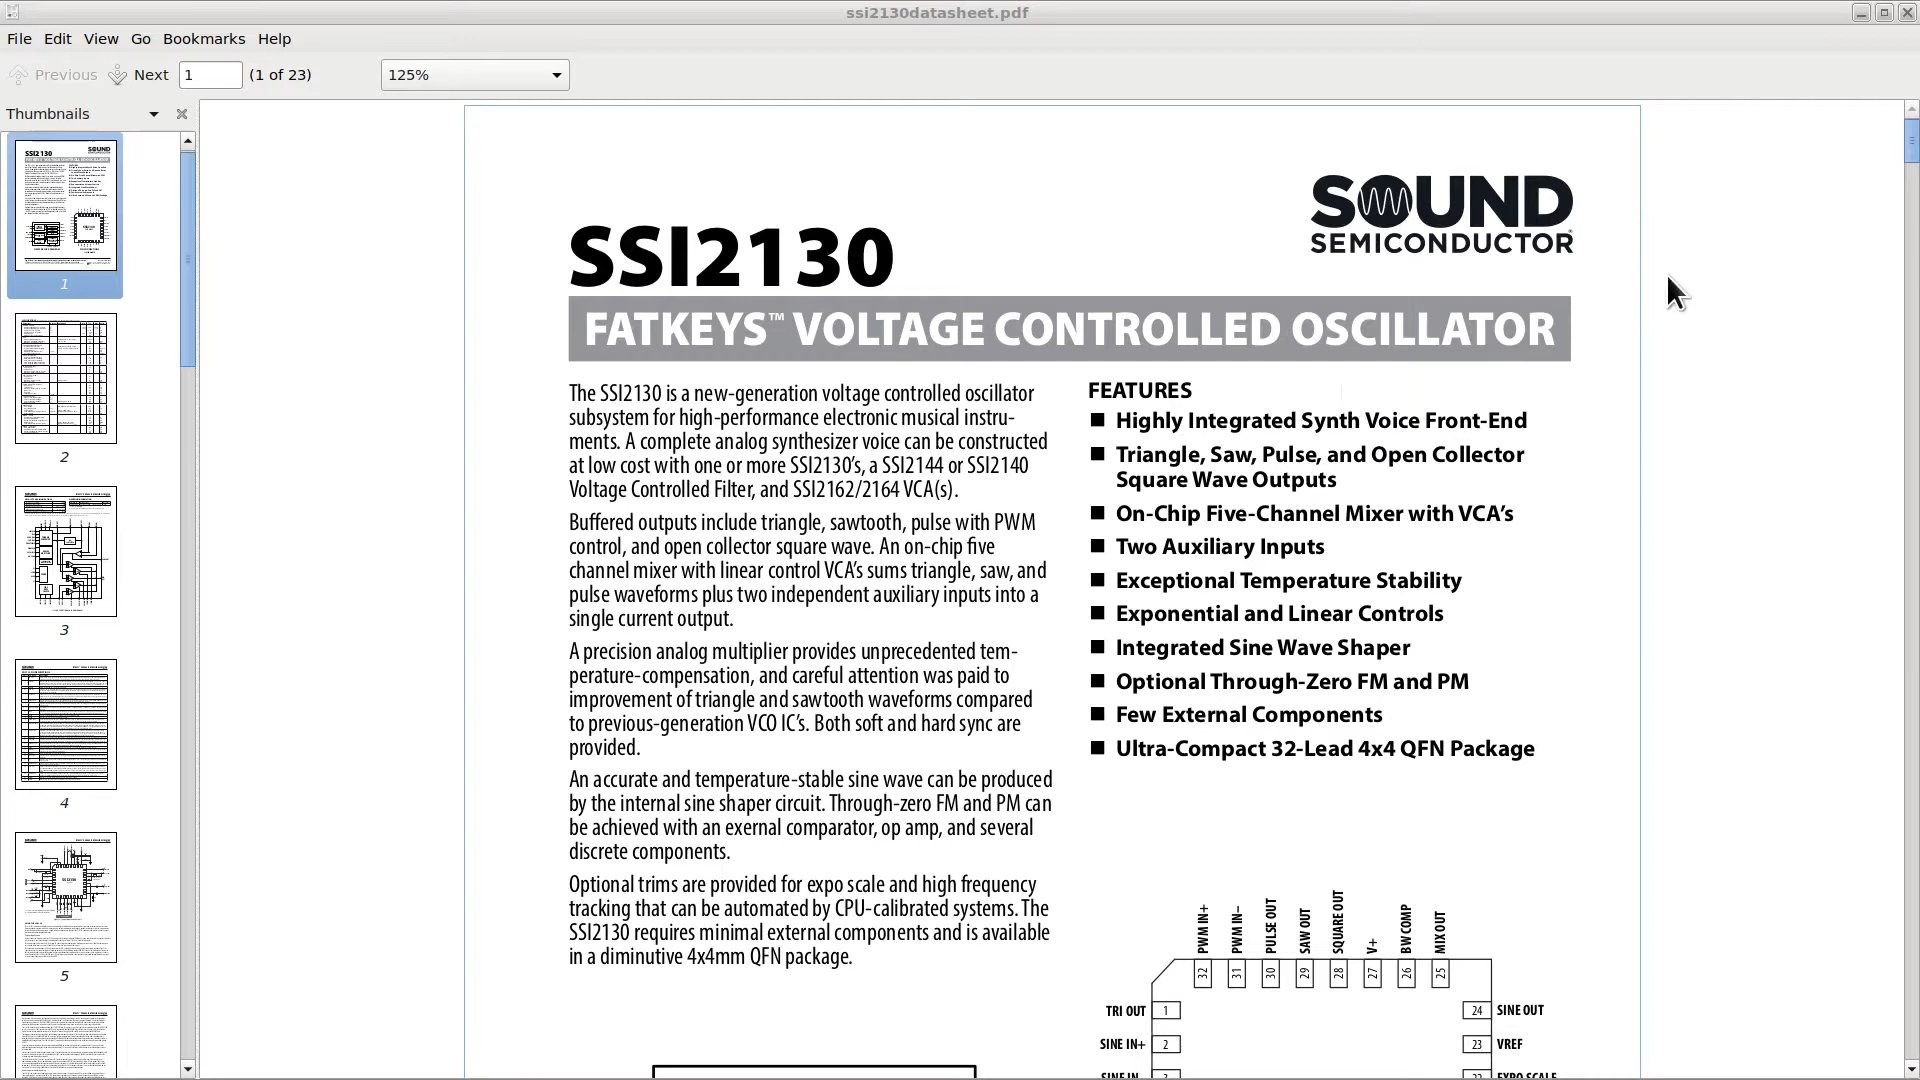 ssi2130datasheet.pdf
File Edit View Go Bookmarks Help
Previous Next 1 (1 of 23) 125%
Thumbnails
1
2
3
4
5
SOUND
SEMICONDUCTOR
SSI2130
FATKEYS™ VOLTAGE CONTROLLED OSCILLATOR
The SSI2130 is a new-generation voltage controlled oscillator
subsystem for high-performance electronic musical instru-
ments. A complete analog synthesizer voice can be constructed
at low cost with one or more SSI2130's, a SSI2144 or SSI2140
Voltage Controlled Filter, and SSI2162/2164 VCA(s).
Buffered outputs include triangle, sawtooth, pulse with PWM
control, and open collector square wave. An on-chip five
channel mixer with linear control VCA's sums triangle, saw, and
pulse waveforms plus two independent auxiliary inputs into a
single current output.
A precision analog multiplier provides unprecedented tem-
perature-compensation, and careful attention was paid to
improvement of triangle and sawtooth waveforms compared
to previous-generation VCO IC's. Both soft and hard sync are
provided.
An accurate and temperature-stable sine wave can be produced
by the internal sine shaper circuit. Through-zero FM and PM can
be achieved with an exernal comparator, op amp, and several
discrete components.
Optional trims are provided for expo scale and high frequency
tracking that can be automated by CPU-calibrated systems. The
SSI2130 requires minimal external components and is available
in a diminutive 4x4mm QFN package.
FEATURES
■ Highly Integrated Synth Voice Front-End
■ Triangle, Saw, Pulse, and Open Collector
Square Wave Outputs
■ On-Chip Five-Channel Mixer with VCA's
■ Two Auxiliary Inputs
■ Exceptional Temperature Stability
■ Exponential and Linear Controls
■ Integrated Sine Wave Shaper
■ Optional Through-Zero FM and PM
■ Few External Components
■ Ultra-Compact 32-Lead 4x4 QFN Package
PWM IN+
PWM IN–
PULSE OUT
SAW OUT
SQUARE OUT
V+
BW COMP
MIX OUT
32 31 30 29 28 27 26 25
TRI OUT 1 24 SINE OUT
SINE IN+ 2 23 VREF